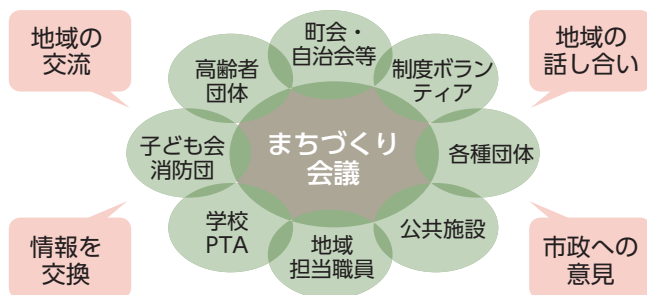 地域の
交流
町会・
自治会等
地域の
話し合い
高齢者
団体
制度ボラン
ティア
子ども会
消防団
まちづくり
会議
各種団体
学校
PTA
地域
担当職員
公共施設
情報を
交換
市政への
意見